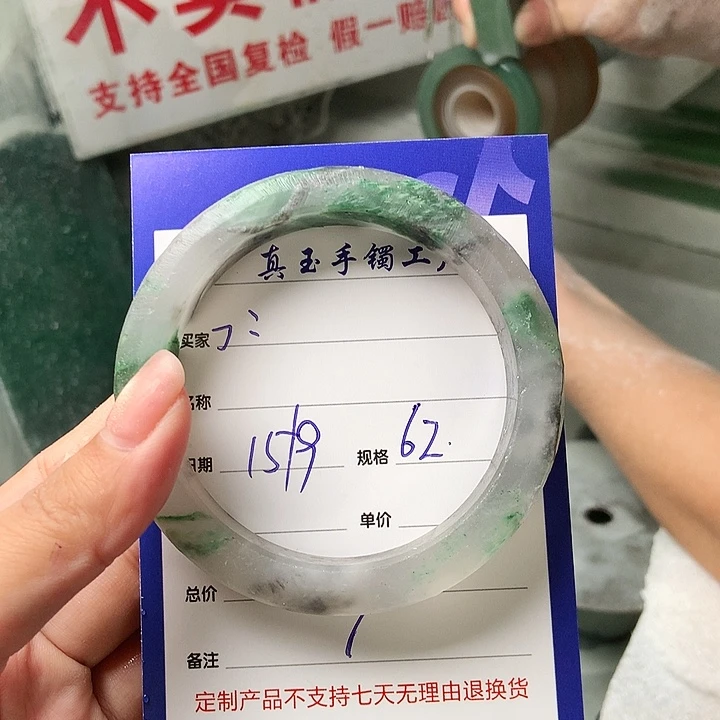 支持全国复检 假一赔
真玉手镯工
买家
名称
日期 规格 62.
单价
总价
备注
定制产品不支持七天无理由退换货